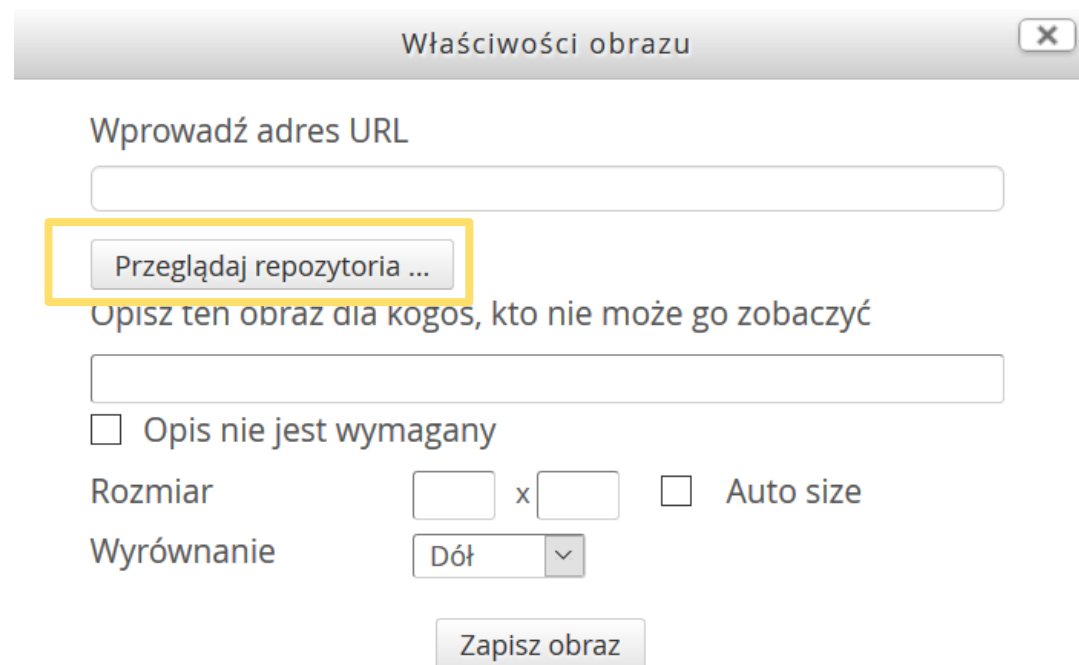 Właściwości obrazu
Wprowadź adres URL
Przeglądaj repozytoria ...
Opisz ten obraz dla kogoś, kto nie może go zobaczyć
Opis nie jest wymagany
Rozmiar x Auto size
Wyrównanie Dół
Zapisz obraz